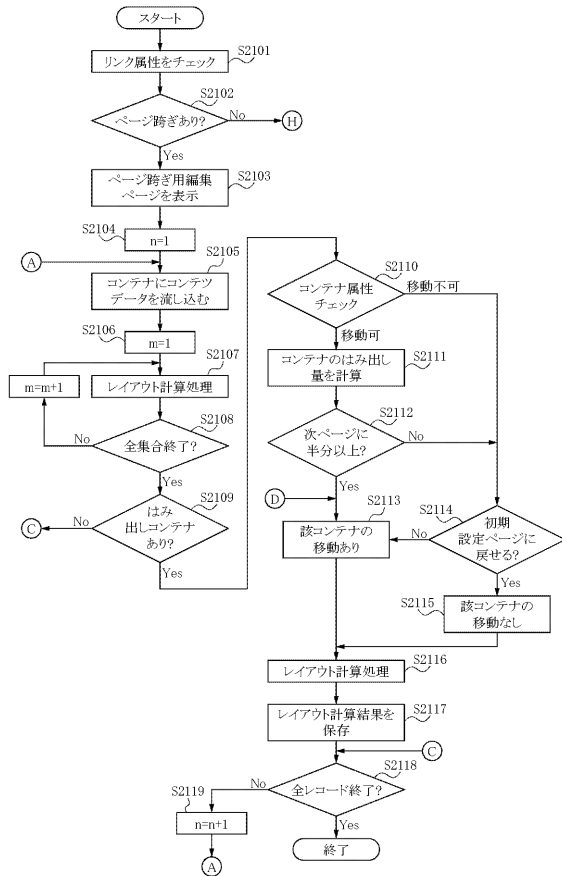 スタート
S2101
リンク属性をチェック
S2102
ページ跨ぎあり?
No
H
Yes
S2103
ページ跨ぎ用編集
ページを表示
S2104
n=1
A
S2105
コンテナにコンテツ
データを流し込む
S2106
m=1
S2107
m=m+1
レイアウト計算処理
S2108
No
全集合終了?
Yes
S2109
C
No
はみ
出しコンテナ
あり?
Yes
S2110
コンテナ属性
チェック
移動不可
移動可
S2111
コンテナのはみ出し
量を計算
S2112
次ページに
半分以上?
No
Yes
D
S2113
該コンテナの
移動あり
S2114
No
初期
設定ページに
戻せる?
Yes
S2115
該コンテナの
移動なし
S2116
レイアウト計算処理
S2117
レイアウト計算結果を
保存
C
S2118
全レコード終了?
No
S2119
n=n+1
A
Yes
終了